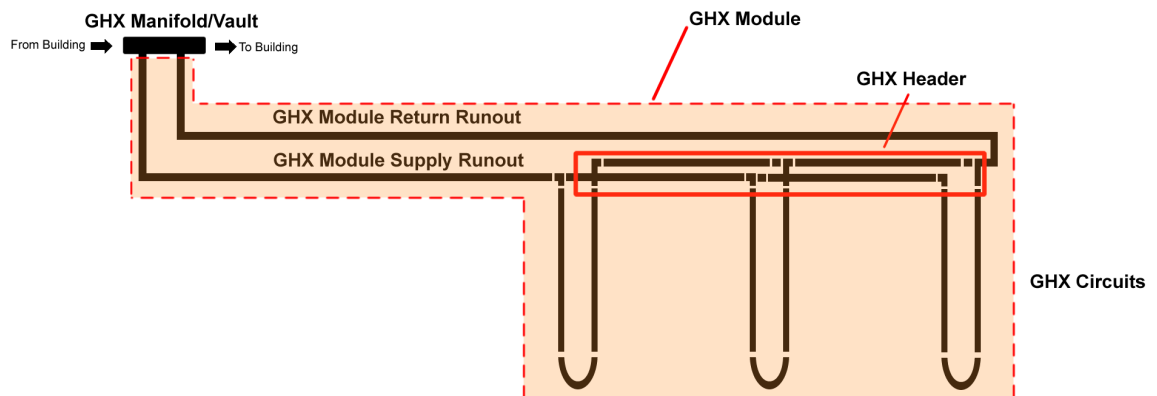 GHX Manifold/Vault
From Building
To Building
GHX Module
GHX Header
GHX Module Return Runout
GHX Module Supply Runout
GHX Circuits